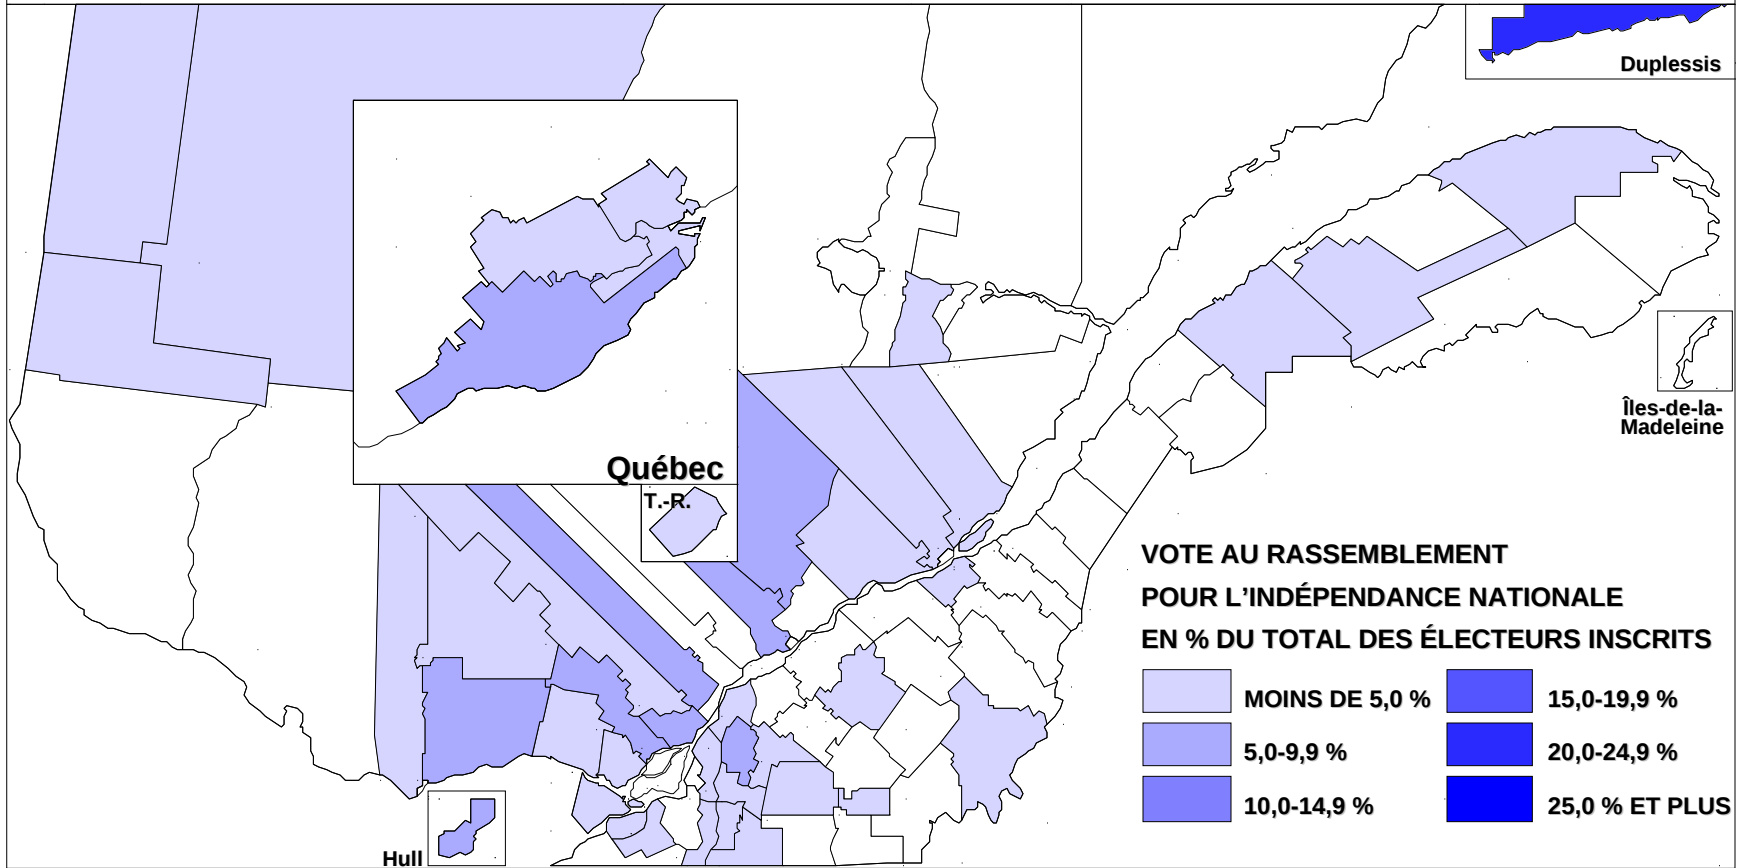 Duplessis
Îles-de-la-
Madeleine
Québec
T.-R.
VOTE AU RASSEMBLEMENT
POUR L'INDÉPENDANCE NATIONALE
EN % DU TOTAL DES ÉLECTEURS INSCRITS
MOINS DE 5,0 %
15,0-19,9 %
5,0-9,9 %
20,0-24,9 %
10,0-14,9 %
25,0 % ET PLUS
Hull